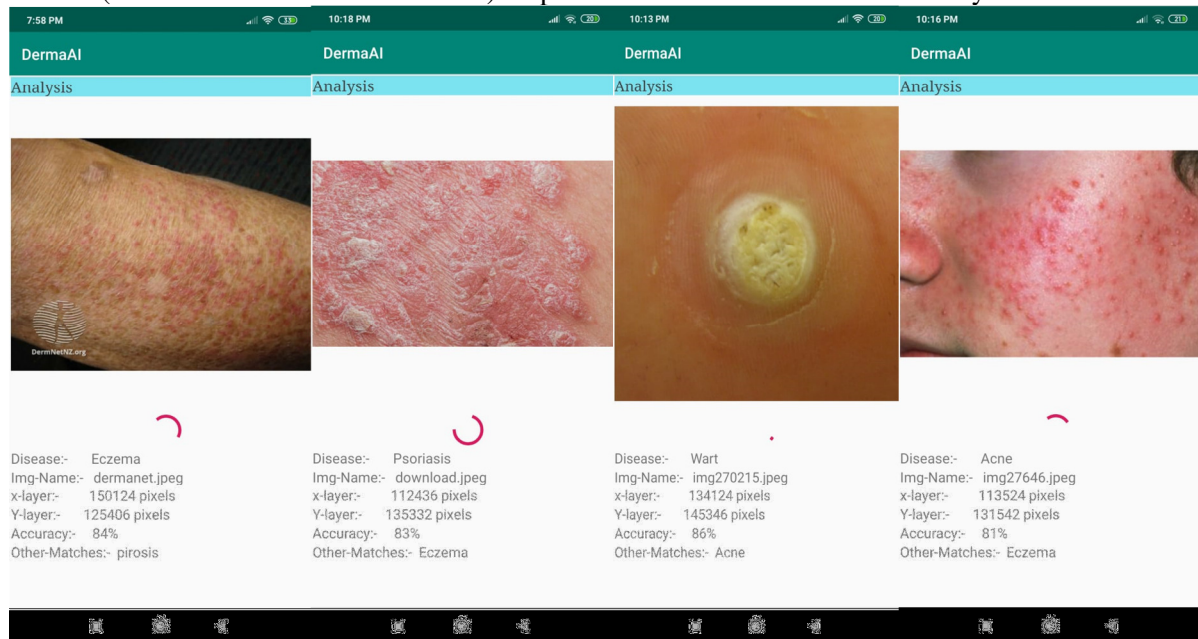 7:58 PM
33
DermaAI
Analysis
DermNetNZ.org
Disease:- Eczema
Img-Name:- dermanet.jpeg
x-layer:- 150124 pixels
Y-layer:- 125406 pixels
Accuracy:- 84%
Other-Matches:- pirosis
10:18 PM
20
DermaAI
Analysis
Disease:- Psoriasis
Img-Name:- download.jpeg
x-layer:- 112436 pixels
Y-layer:- 135332 pixels
Accuracy:- 83%
Other-Matches:- Eczema
10:13 PM
20
DermaAI
Analysis
Disease:- Wart
Img-Name:- img270215.jpeg
x-layer:- 134124 pixels
Y-layer:- 145346 pixels
Accuracy:- 86%
Other-Matches:- Acne
10:16 PM
21
DermaAI
Analysis
Disease:- Acne
Img-Name:- img27646.jpeg
x-layer:- 113524 pixels
Y-layer:- 131542 pixels
Accuracy:- 81%
Other-Matches:- Eczema